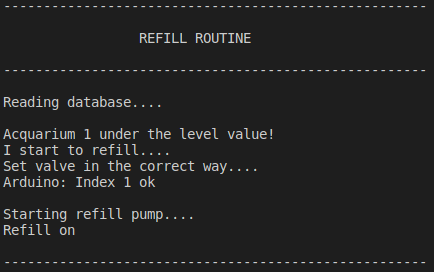 -----------------------------------------------------
REFILL ROUTINE
-----------------------------------------------------
Reading database....
Acquarium 1 under the level value!
I start to refill....
Set valve in the correct way....
Arduino: Index 1 ok
Starting refill pump....
Refill on
-----------------------------------------------------